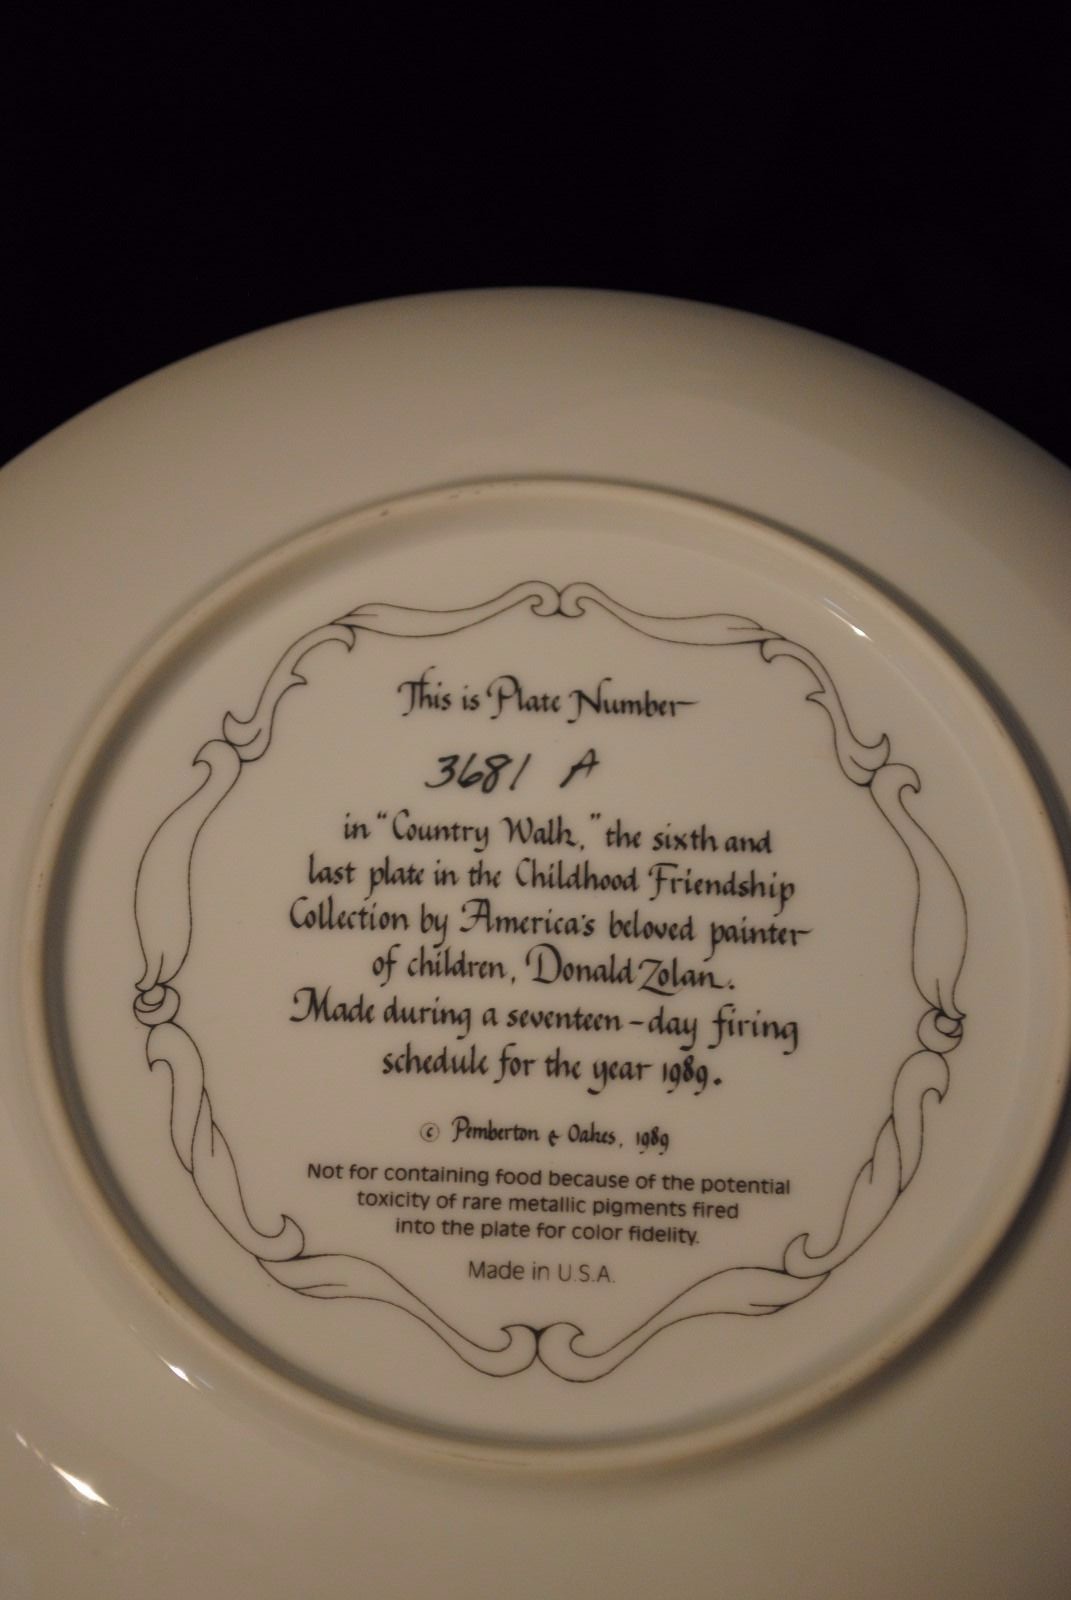 This is Plate Number
3681 A
in "Country Walk," the sixth and
last plate in the Childhood Friendship
Collection by America's beloved painter
of children, Donald Zolan.
Made during a seventeen-day firing
schedule for the year 1989.
© Pemberton & Oakes, 1989
Not for containing food because of the potential
toxicity of rare metallic pigments fired
into the plate for color fidelity.
Made in U.S.A.